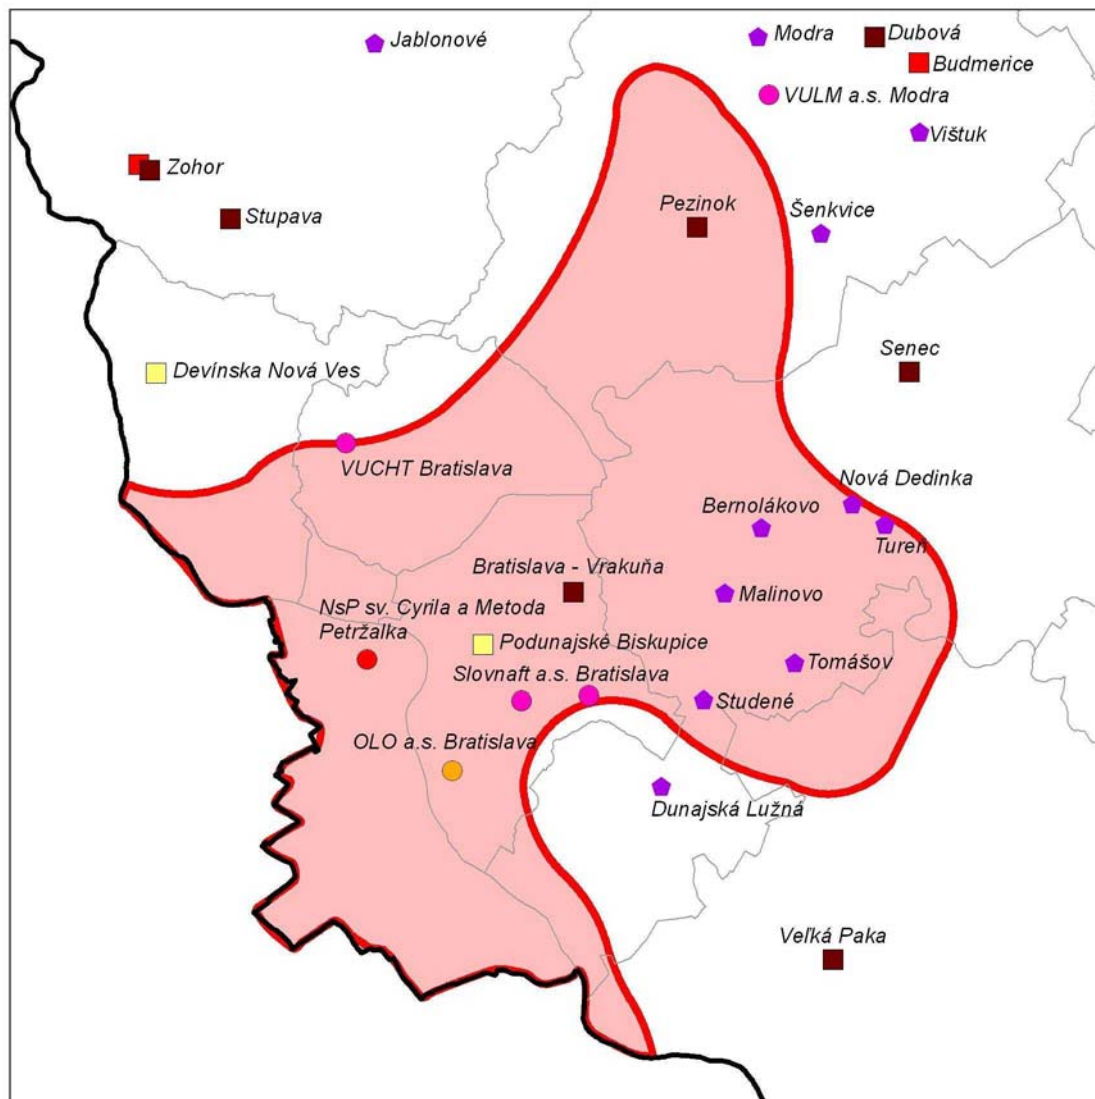 Jablonové
Modra
Dubová
Budmerice
VULM a.s. Modra
Vištuk
Zohor
Stupava
Pezinok
Šenkvice
Devínska Nová Ves
Senec
VUCHT Bratislava
Nová Dedinka
Bernolákovo
Tureň
Bratislava - Vrakuňa
Malinovo
NsP sv. Cyrila a Metoda
Petržalka
Podunajské Biskupice
Tomášov
Slovnaft a.s. Bratislava
Studené
OLO a.s. Bratislava
Dunajská Lužná
Veľká Paka